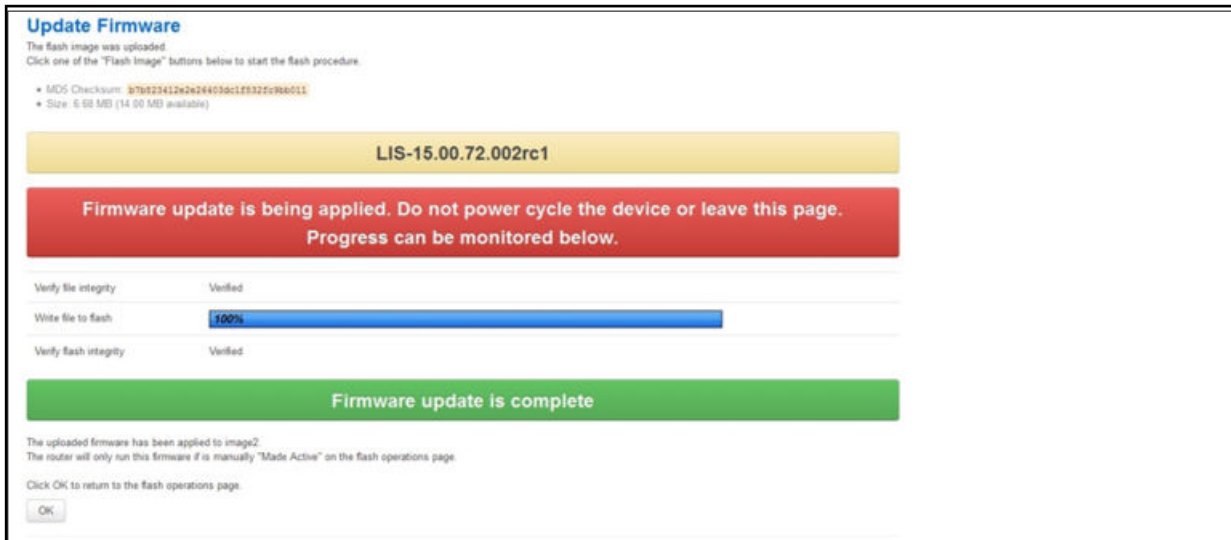 Update Firmware
The flash image was uploaded.
Click one of the "Flash Image" buttons below to start the flash procedure.
• MD5 Checksum: b7b823412e2e26403dc1f832fc9bb011
• Size: 6.68 MB (14.00 MB available)
LIS-15.00.72.002rc1
Firmware update is being applied. Do not power cycle the device or leave this page.
Progress can be monitored below.
Verify file integrity Verified
Write file to flash 100%
Verify flash integrity Verified
Firmware update is complete
The uploaded firmware has been applied to image2.
The router will only run this firmware if is manually "Made Active" on the flash operations page.
Click OK to return to the flash operations page.
OK